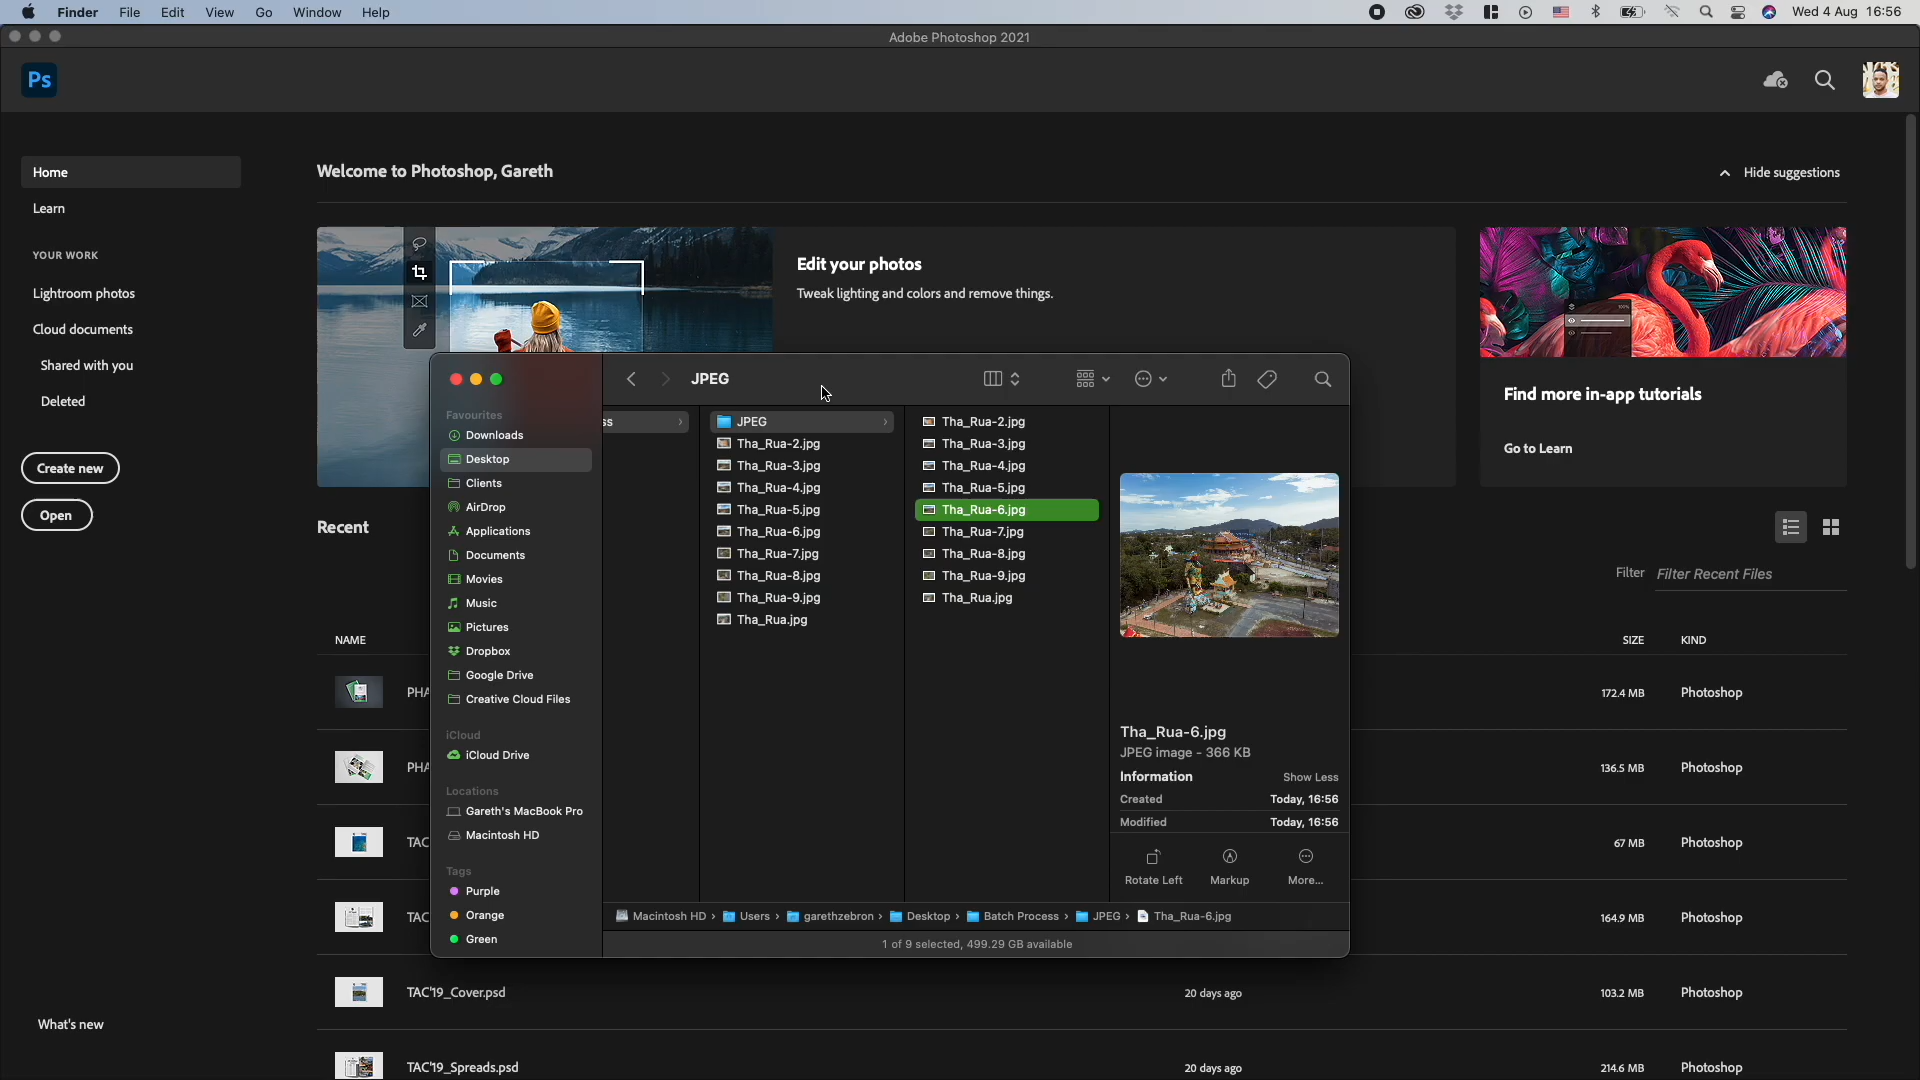 Finder File Edit View Go Window Help Wed 4 Aug 16:56
Adobe Photoshop 2021
Ps
Home
Learn
YOUR WORK
Lightroom photos
Cloud documents
Shared with you
Deleted
Create new
Open
What's new
Welcome to Photoshop, Gareth
Hide suggestions
Edit your photos
Tweak lighting and colors and remove things.
Find more in-app tutorials
Go to Learn
Recent
Filter Filter Recent Files
NAME SIZE KIND
PHA 172.4 MB Photoshop
PHA 136.5 MB Photoshop
TAC 67 MB Photoshop
TAC 164.9 MB Photoshop
TAC'19_Cover.psd 20 days ago 103.2 MB Photoshop
TAC'19_Spreads.psd 20 days ago 214.6 MB Photoshop
JPEG
Favourites
Downloads
Desktop
Clients
AirDrop
Applications
Documents
Movies
Music
Pictures
Dropbox
Google Drive
Creative Cloud Files
iCloud
iCloud Drive
Locations
Gareth's MacBook Pro
Macintosh HD
Tags
Purple
Orange
Green
ss
JPEG
Tha_Rua-2.jpg
Tha_Rua-3.jpg
Tha_Rua-4.jpg
Tha_Rua-5.jpg
Tha_Rua-6.jpg
Tha_Rua-7.jpg
Tha_Rua-8.jpg
Tha_Rua-9.jpg
Tha_Rua.jpg
Tha_Rua-2.jpg
Tha_Rua-3.jpg
Tha_Rua-4.jpg
Tha_Rua-5.jpg
Tha_Rua-6.jpg
Tha_Rua-7.jpg
Tha_Rua-8.jpg
Tha_Rua-9.jpg
Tha_Rua.jpg
Tha_Rua-6.jpg
JPEG image - 366 KB
Information Show Less
Created Today, 16:56
Modified Today, 16:56
Rotate Left Markup More...
Macintosh HD › Users › garethzebron › Desktop › Batch Process › JPEG › Tha_Rua-6.jpg
1 of 9 selected, 499.29 GB available